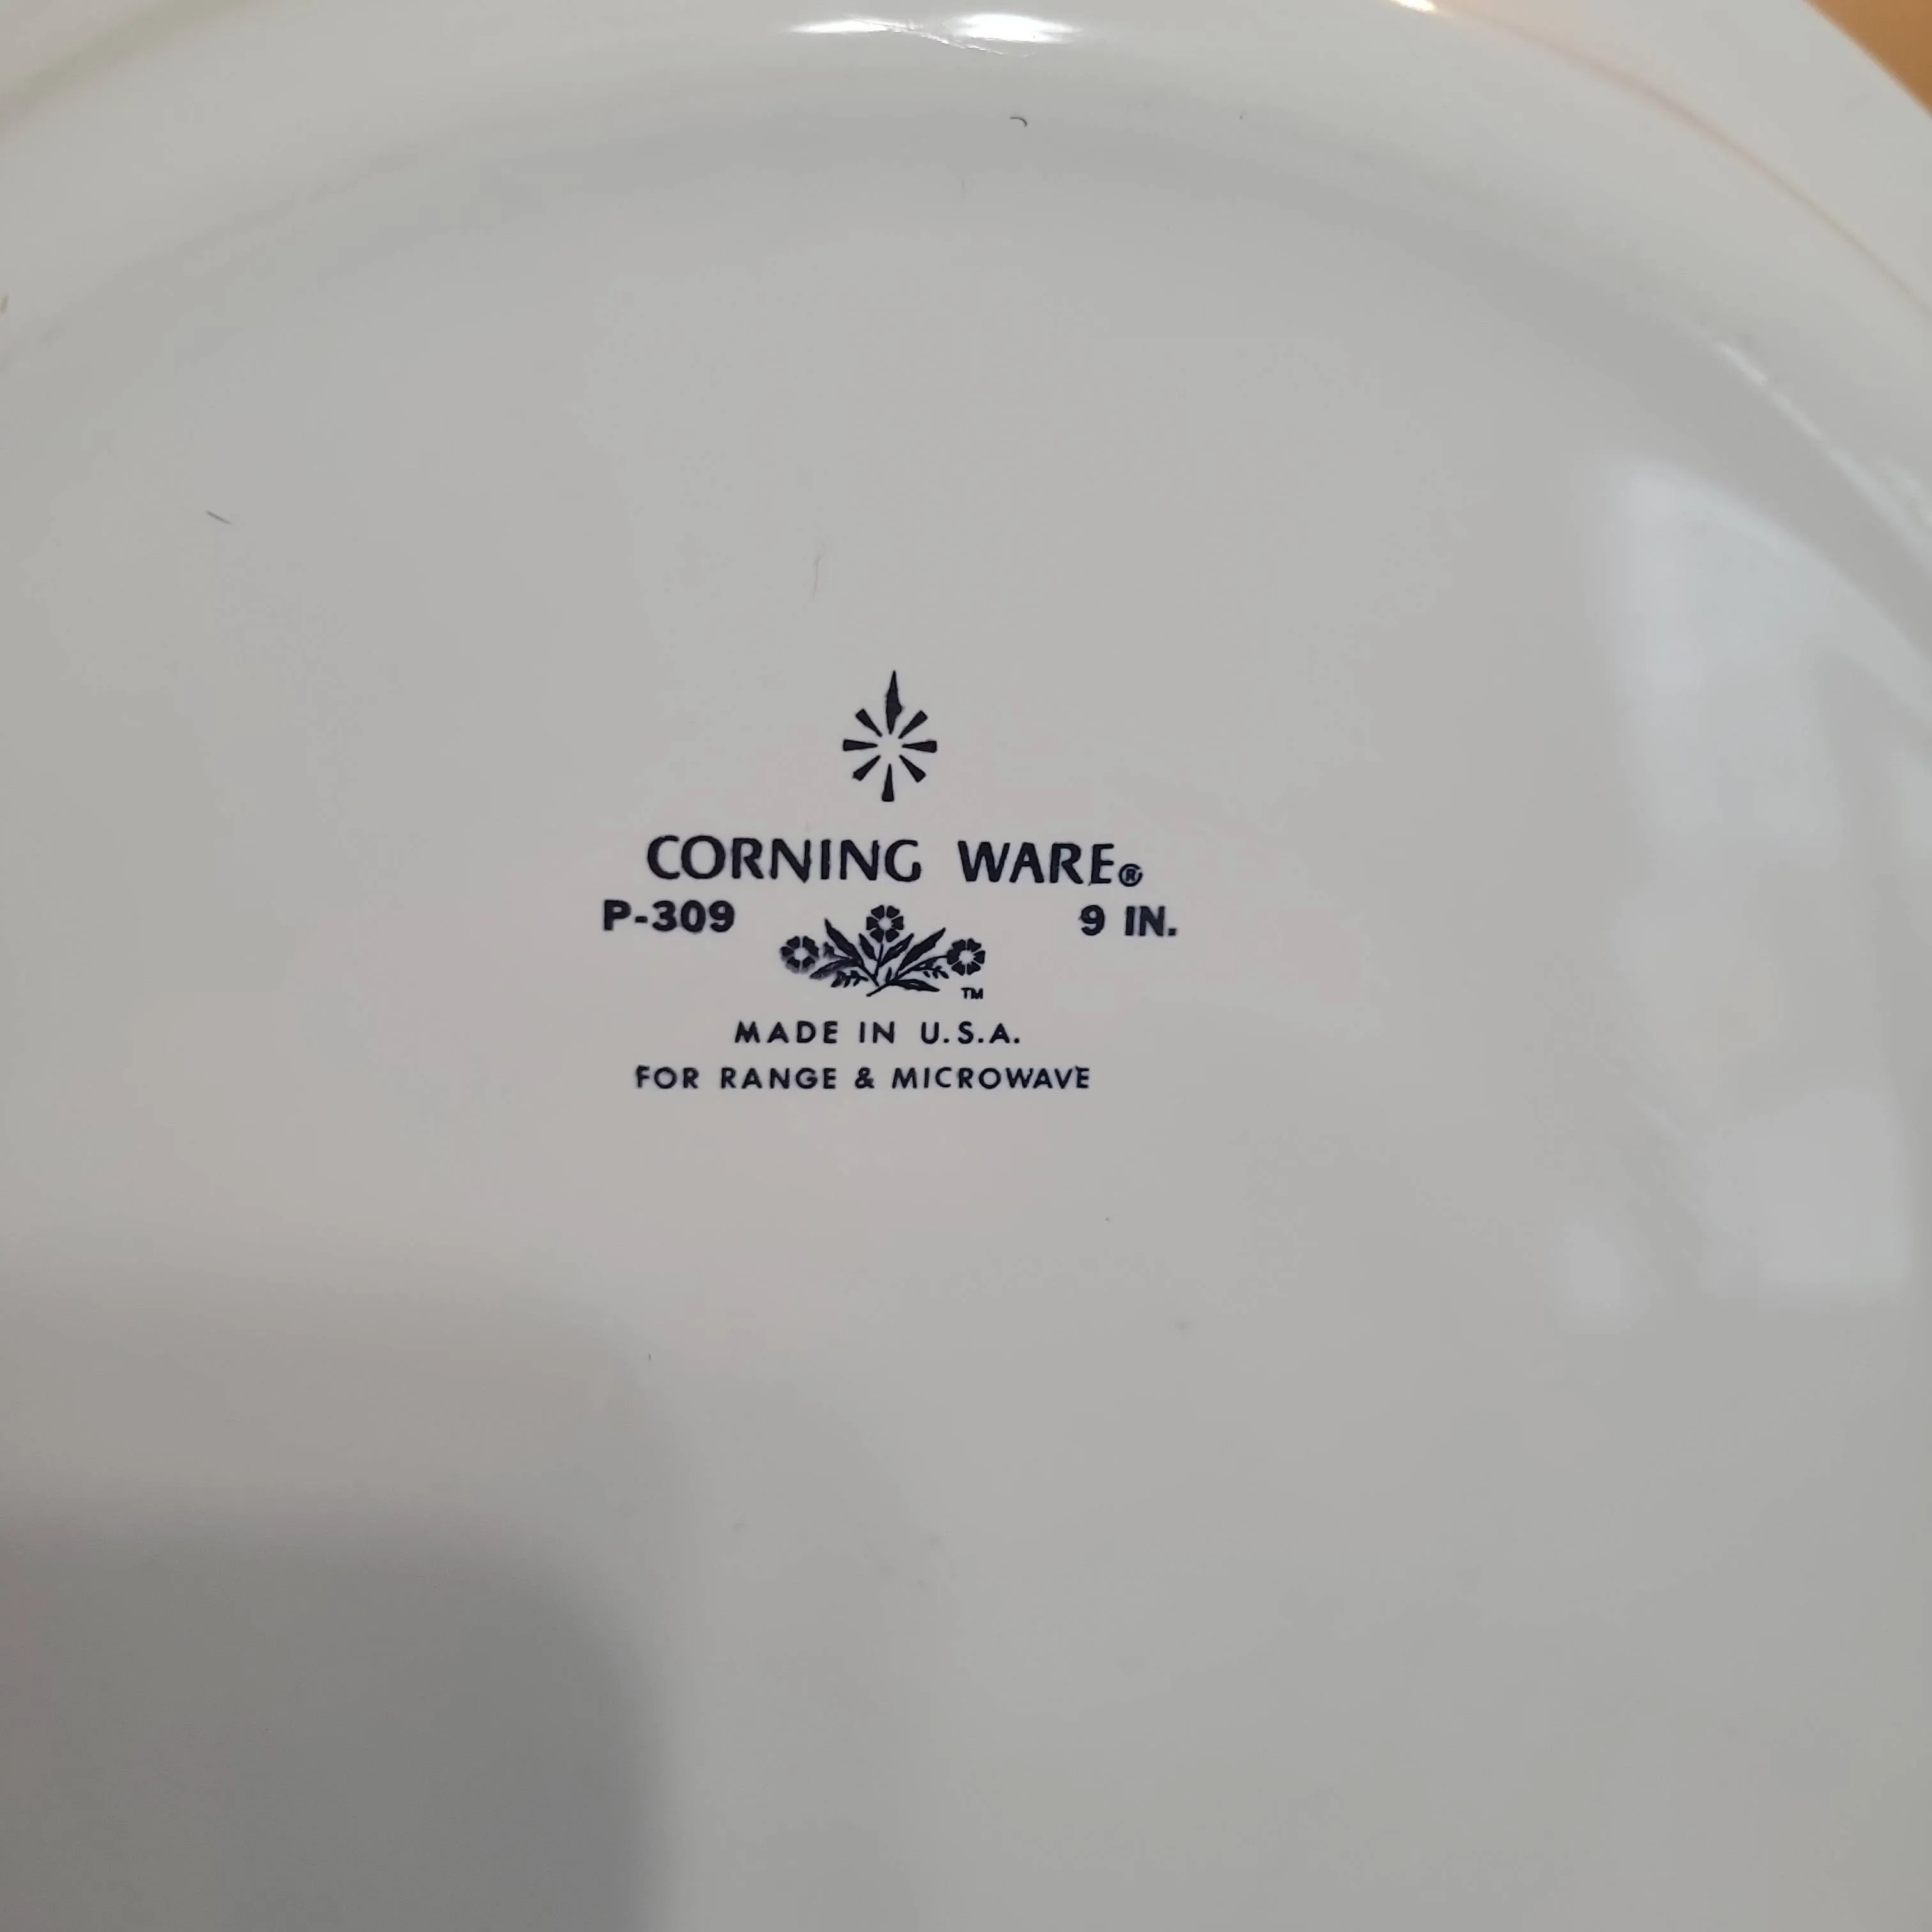 CORNING WARE®
P-309 9 IN.
TM
MADE IN U.S.A.
FOR RANGE & MICROWAVE